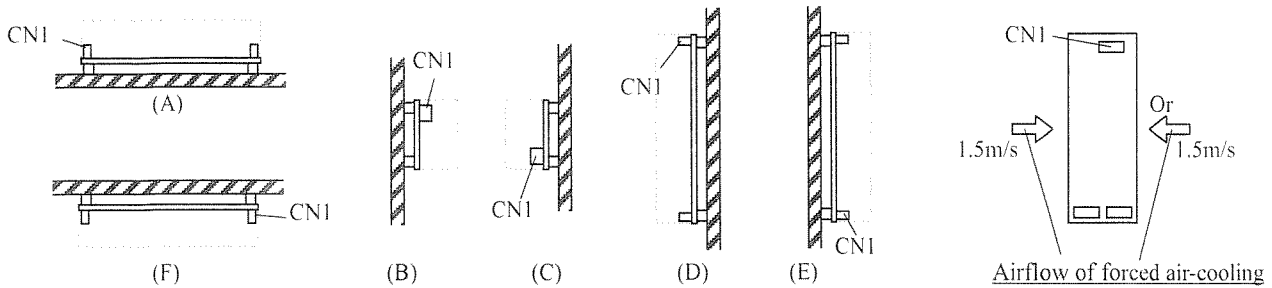 CN1
(A)
CN1
(F)
CN1
(B)
CN1
(C)
CN1
(D)
CN1
(E)
CN1
Or
1.5m/s
1.5m/s
Airflow of forced air-cooling